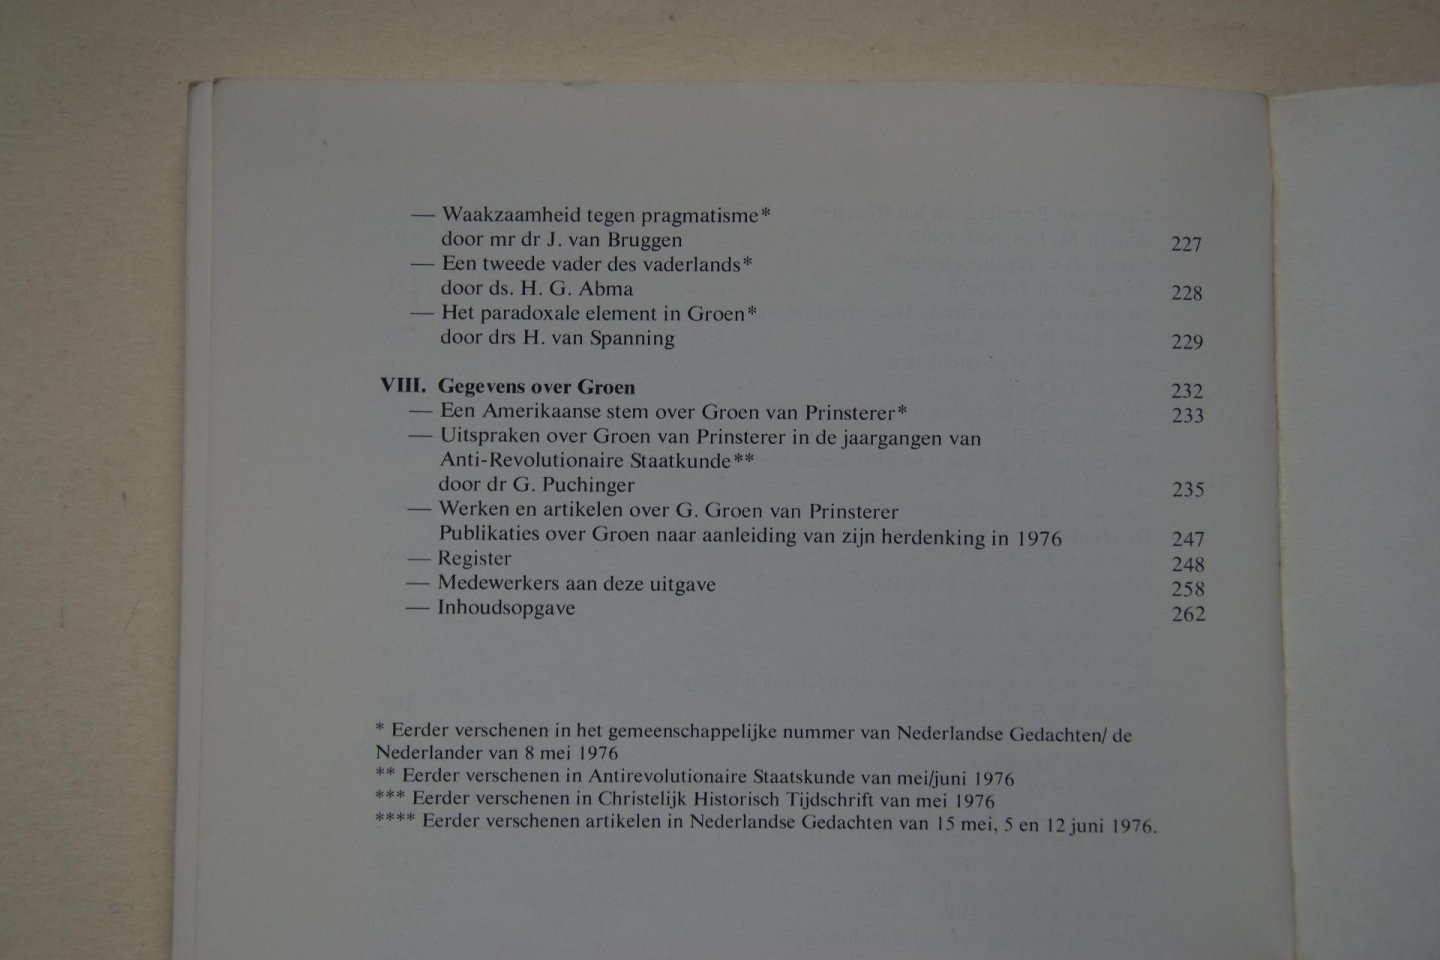 — Waakzaamheid tegen pragmatisme*
door mr dr J. van Bruggen 227
— Een tweede vader des vaderlands*
door ds. H. G. Abma 228
— Het paradoxale element in Groen*
door drs H. van Spanning 229
VIII. Gegevens over Groen 232
— Een Amerikaanse stem over Groen van Prinsterer* 233
— Uitspraken over Groen van Prinsterer in de jaargangen van
Anti-Revolutionaire Staatkunde**
door dr G. Puchinger 235
— Werken en artikelen over G. Groen van Prinsterer
Publikaties over Groen naar aanleiding van zijn herdenking in 1976 247
— Register 248
— Medewerkers aan deze uitgave 258
— Inhoudsopgave 262
* Eerder verschenen in het gemeenschappelijke nummer van Nederlandse Gedachten/ de
Nederlander van 8 mei 1976
** Eerder verschenen in Antirevolutionaire Staatskunde van mei/juni 1976
*** Eerder verschenen in Christelijk Historisch Tijdschrift van mei 1976
**** Eerder verschenen artikelen in Nederlandse Gedachten van 15 mei, 5 en 12 juni 1976.